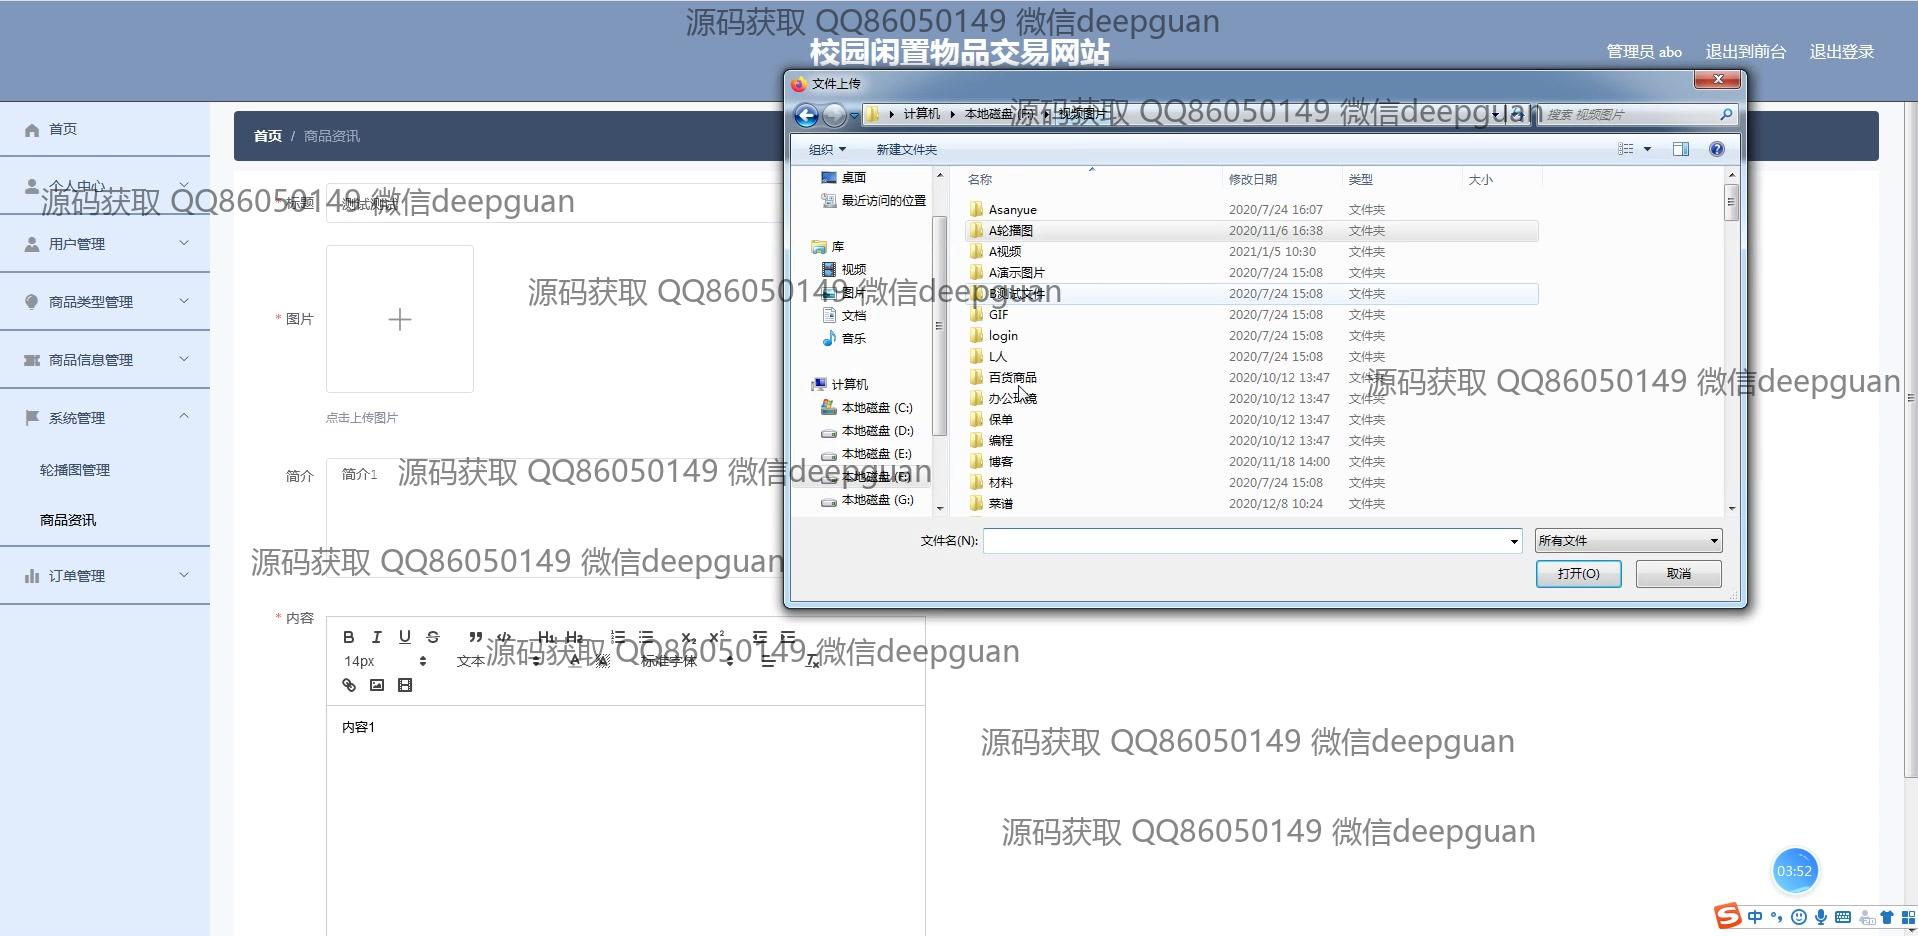 源码获取 QQ86050149 微信deepguan
校园闲置物品交易网站
管理员 abo
退出到前台
退出登录
首页
个人中心
用户管理
商品类型管理
商品信息管理
系统管理
轮播图管理
商品资讯
订单管理
首页 / 商品资讯
源码获取 QQ86050149 微信deepguan
* 标题
测试测试
* 图片
点击上传图片
源码获取 QQ86050149 微信deepguan
简介
简介1
源码获取 QQ86050149 微信deepguan
源码获取 QQ86050149 微信deepguan
* 内容
B I U S H1 H2 x2 x2
14px 文本 标准字体
源码获取 QQ86050149 微信deepguan
内容1
文件上传
计算机 本地磁盘 (F:) 视频图片
搜索 视频图片
源码获取 QQ86050149 微信deepguan
组织 新建文件夹
桌面
最近访问的位置
库
视频
图片
文档
音乐
计算机
本地磁盘 (C:)
本地磁盘 (D:)
本地磁盘 (E:)
本地磁盘 (F:)
本地磁盘 (G:)
名称 修改日期 类型 大小
Asanyue 2020/7/24 16:07 文件夹
A轮播图 2020/11/6 16:38 文件夹
A视频 2021/1/5 10:30 文件夹
A演示图片 2020/7/24 15:08 文件夹
B测试文件 2020/7/24 15:08 文件夹
GIF 2020/7/24 15:08 文件夹
login 2020/7/24 15:08 文件夹
L人 2020/7/24 15:08 文件夹
百货商品 2020/10/12 13:47 文件夹
办公环境 2020/10/12 13:47 文件夹
保单 2020/10/12 13:47 文件夹
编程 2020/10/12 13:47 文件夹
博客 2020/11/18 14:00 文件夹
材料 2020/7/24 15:08 文件夹
菜谱 2020/12/8 10:24 文件夹
源码获取 QQ86050149 微信deepguan
文件名(N):
所有文件
打开(O)
取消
源码获取 QQ86050149 微信deepguan
源码获取 QQ86050149 微信deepguan
03:52
S 中